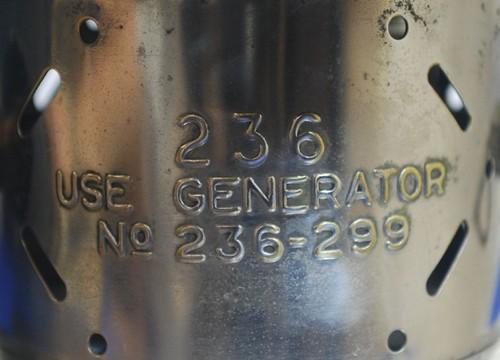 236
USE GENERATOR
No 236-299